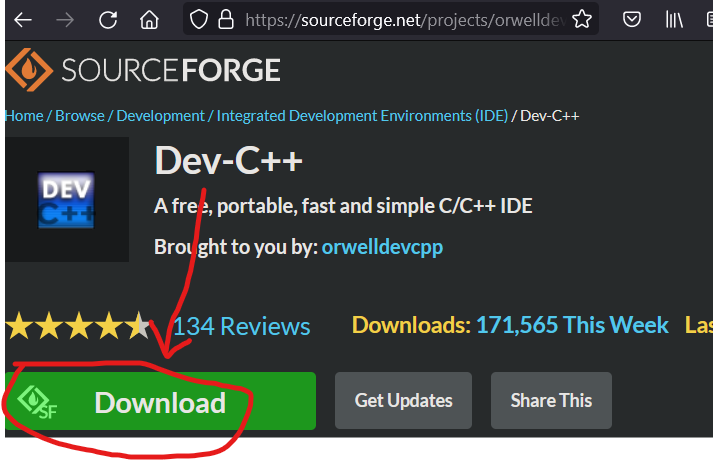 https://sourceforge.net/projects/orwelldev
SOURCEFORGE
Home / Browse / Development / Integrated Development Environments (IDE) / Dev-C++
DEV
C++
Dev-C++
A free, portable, fast and simple C/C++ IDE
Brought to you by: orwelldevcpp
134 Reviews
Downloads: 171,565 This Week
Las
SF
Download
Get Updates
Share This